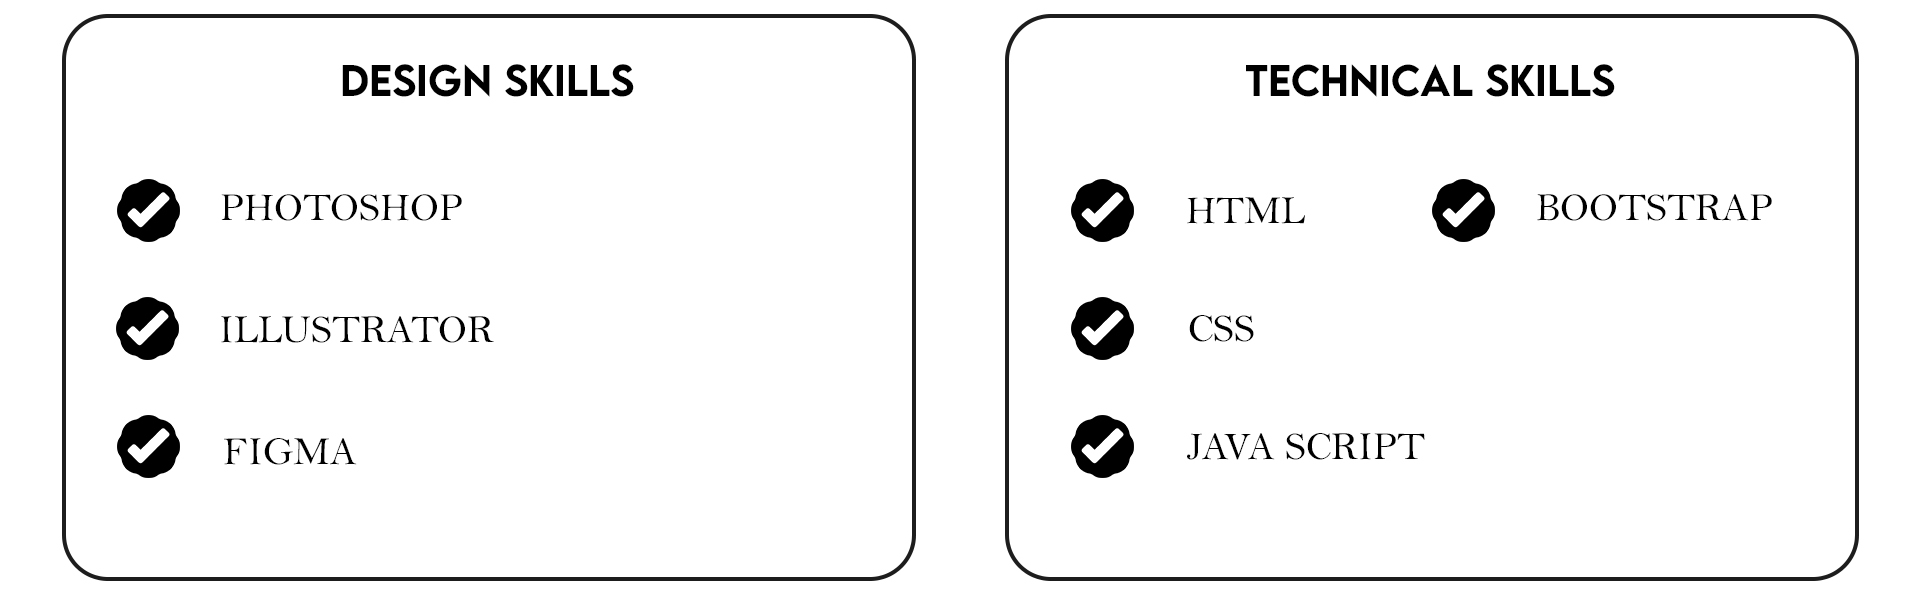 DESIGN SKILLS
PHOTOSHOP
ILLUSTRATOR
FIGMA
TECHNICAL SKILLS
HTML
BOOTSTRAP
CSS
JAVA SCRIPT